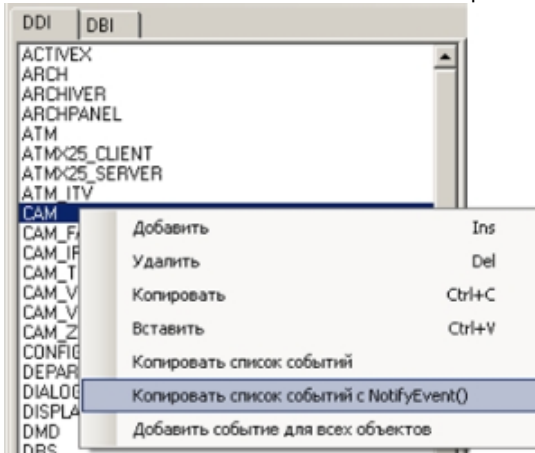 DDI DBI
ACTIVEX
ARCH
ARCHIVER
ARCHPANEL
ATM
ATMX25_CLIENT
ATMX25_SERVER
ATM_ITV
CAM
Добавить Ins
Удалить Del
Копировать Ctrl+C
Вставить Ctrl+V
Копировать список событий
Копировать список событий с NotifyEvent()
Добавить событие для всех объектов
DMD